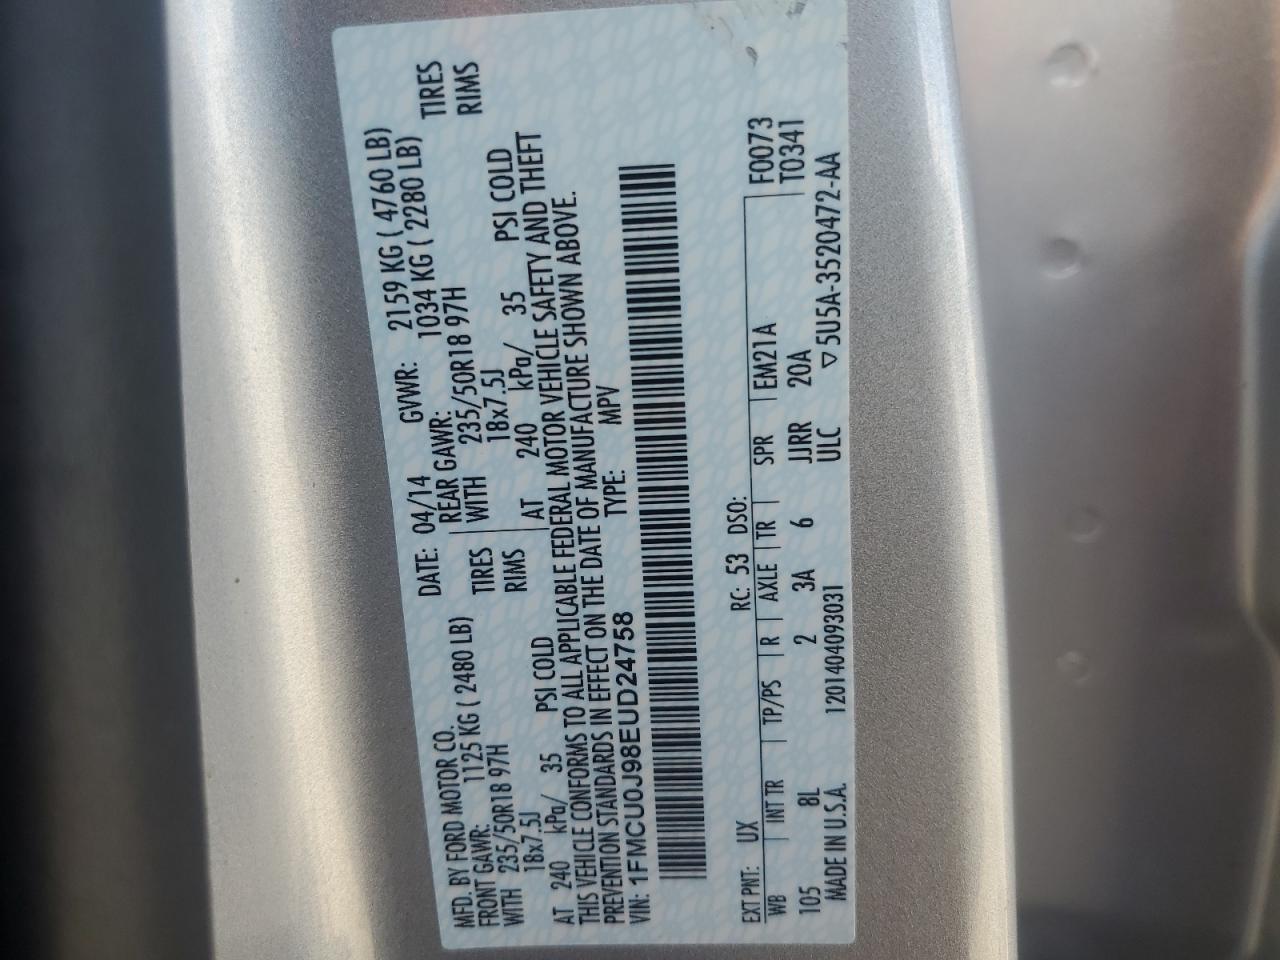 MFD. BY FORD MOTOR CO. DATE: 04/14 GVWR: 2159 KG ( 4760 LB)
FRONT GAWR: 1125 KG ( 2480 LB) REAR GAWR: 1034 KG ( 2280 LB)
WITH 235/50R18 97H TIRES WITH 235/50R18 97H TIRES
18x7.5J RIMS 18x7.5J RIMS
AT 240 kPa/ 35 PSI COLD AT 240 kPa/ 35 PSI COLD
THIS VEHICLE CONFORMS TO ALL APPLICABLE FEDERAL MOTOR VEHICLE SAFETY AND THEFT
PREVENTION STANDARDS IN EFFECT ON THE DATE OF MANUFACTURE SHOWN ABOVE.
VIN: 1FMCU0J98EUD24758 TYPE: MPV
EXT PNT: UX RC: 53 DSO: F0073
WB INT TR TP/PS R AXLE TR SPR EM21A T0341
105 8L 2 3A 6 JJRR 20A
MADE IN U.S.A. 1201404093031 ULC ▽5U5A-3520472-AA